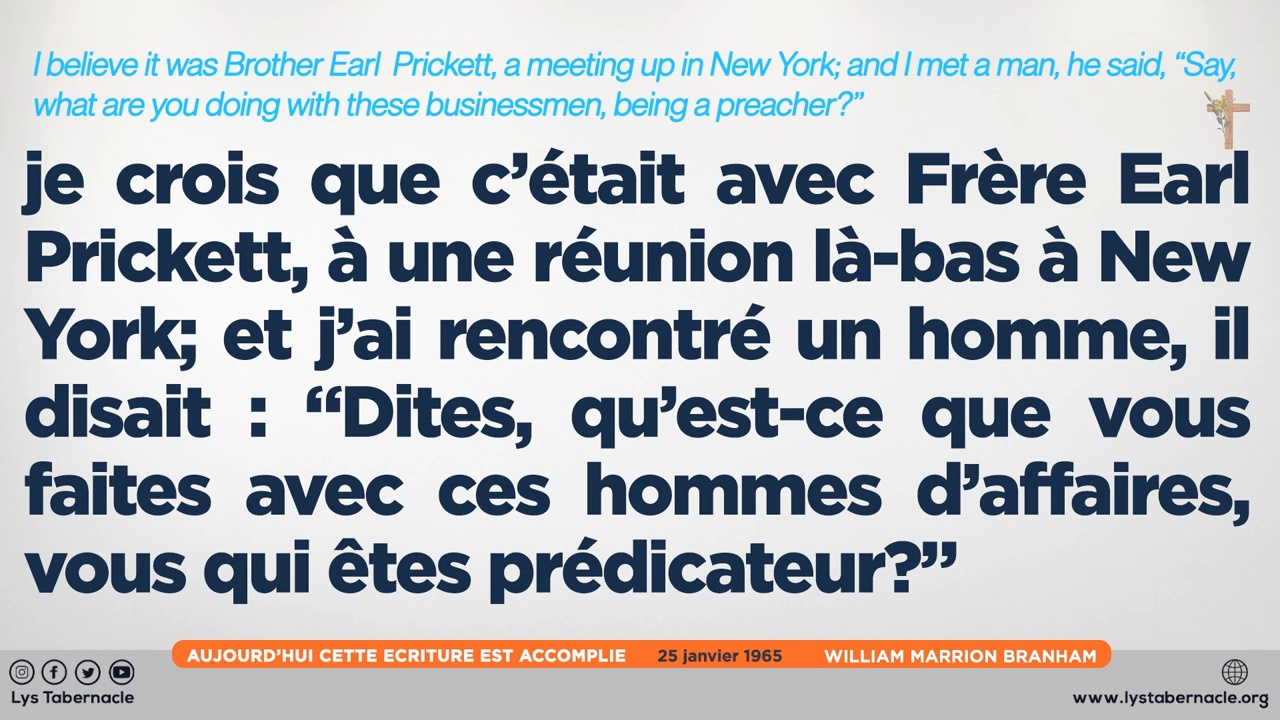 I believe it was Brother Earl Prickett, a meeting up in New York; and I met a man, he said, “Say,
what are you doing with these businessmen, being a preacher?”
je crois que c’était avec Frère Earl
Prickett, à une réunion là-bas à New
York; et j’ai rencontré un homme, il
disait : “Dites, qu’est-ce que vous
faites avec ces hommes d’affaires,
vous qui êtes prédicateur?”
AUJOURD’HUI CETTE ECRITURE EST ACCOMPLIE 25 janvier 1965 WILLIAM MARRION BRANHAM
Lys Tabernacle
www.lystabernacle.org